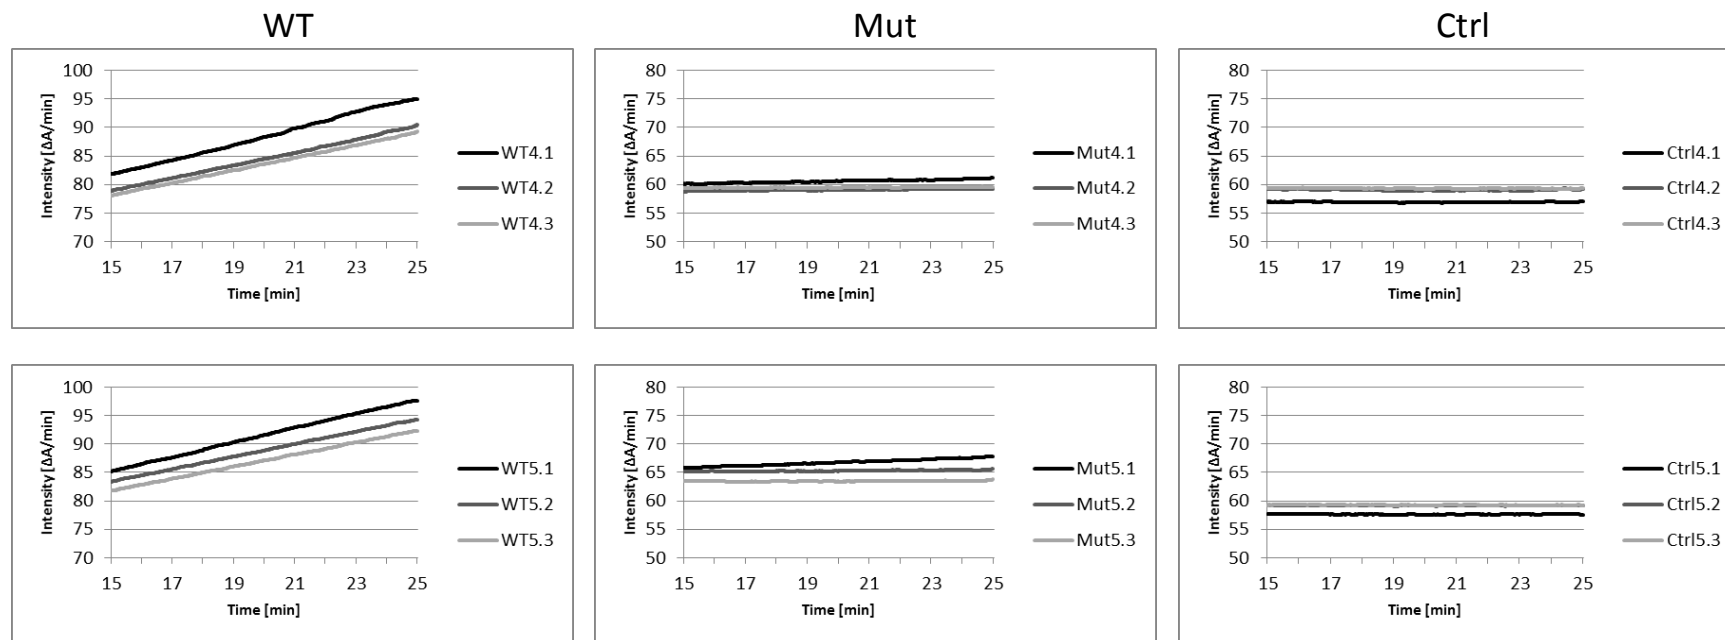 WT
Mut
Ctrl
Intensity [ΔA/min]
100
95
90
85
80
75
70
15 17 19 21 23 25
Time [min]
WT4.1
WT4.2
WT4.3
Intensity [ΔA/min]
80
75
70
65
60
55
50
15 17 19 21 23 25
Time [min]
Mut4.1
Mut4.2
Mut4.3
Intensity [ΔA/min]
80
75
70
65
60
55
50
15 17 19 21 23 25
Time [min]
Ctrl4.1
Ctrl4.2
Ctrl4.3
Intensity [ΔA/min]
100
95
90
85
80
75
70
15 17 19 21 23 25
Time [min]
WT5.1
WT5.2
WT5.3
Intensity [ΔA/min]
80
75
70
65
60
55
50
15 17 19 21 23 25
Time [min]
Mut5.1
Mut5.2
Mut5.3
Intensity [ΔA/min]
80
75
70
65
60
55
50
15 17 19 21 23 25
Time [min]
Ctrl5.1
Ctrl5.2
Ctrl5.3